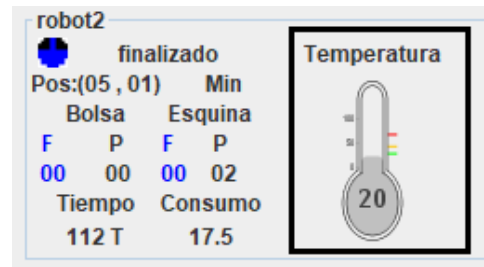 robot2
finalizado
Pos:(05 , 01) Min
Bolsa Esquina
F P F P
00 00 00 02
Tiempo Consumo
112 T 17.5
Temperatura
20